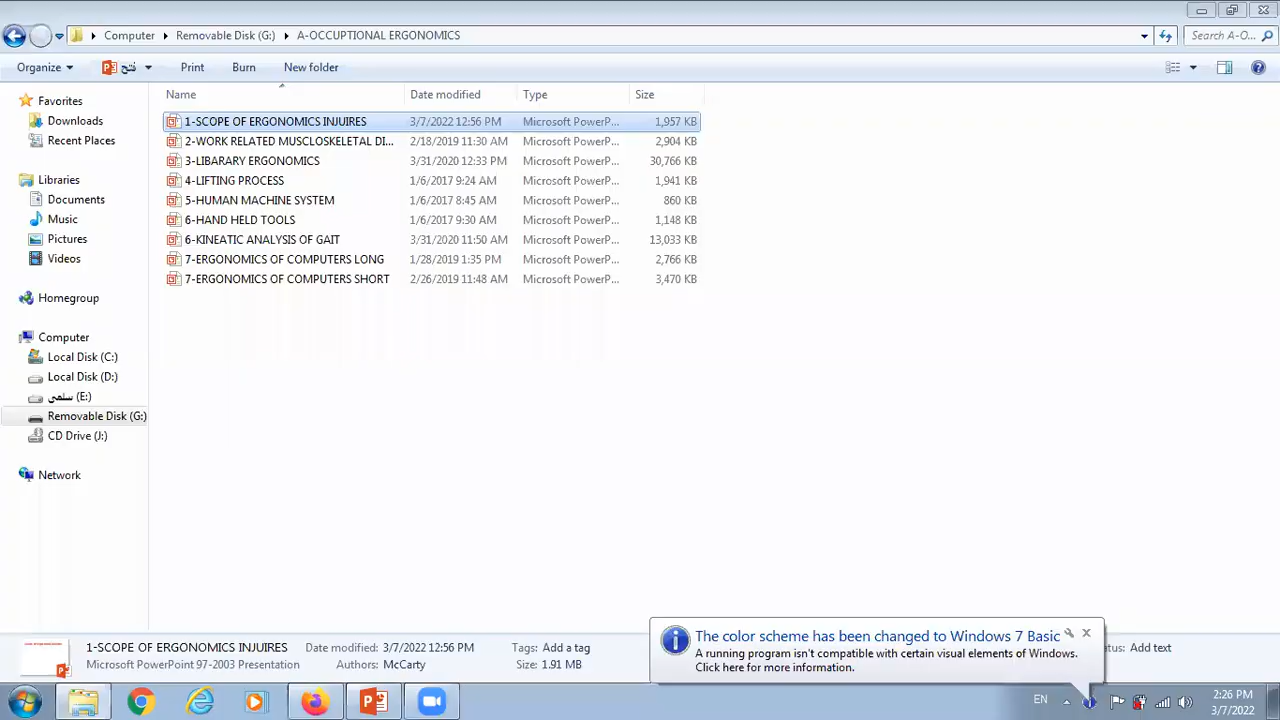 Computer
Removable Disk (G:)
A-OCCUPTIONAL ERGONOMICS
Search A-O...
Organize
فتح
Print
Burn
New folder
Name
Date modified
Type
Size
Favorites
Downloads
Recent Places
Libraries
Documents
Music
Pictures
Videos
Homegroup
Computer
Local Disk (C:)
Local Disk (D:)
سلمى (E:)
Removable Disk (G:)
CD Drive (J:)
Network
1-SCOPE OF ERGONOMICS INJUIRES 3/7/2022 12:56 PM Microsoft PowerP... 1,957 KB
2-WORK RELATED MUSCLOSKELETAL DI... 2/18/2019 11:30 AM Microsoft PowerP... 2,904 KB
3-LIBARARY ERGONOMICS 3/31/2020 12:33 PM Microsoft PowerP... 30,766 KB
4-LIFTING PROCESS 1/6/2017 9:24 AM Microsoft PowerP... 1,941 KB
5-HUMAN MACHINE SYSTEM 1/6/2017 8:45 AM Microsoft PowerP... 860 KB
6-HAND HELD TOOLS 1/6/2017 9:30 AM Microsoft PowerP... 1,148 KB
6-KINEATIC ANALYSIS OF GAIT 3/31/2020 11:50 AM Microsoft PowerP... 13,033 KB
7-ERGONOMICS OF COMPUTERS LONG 1/28/2019 1:35 PM Microsoft PowerP... 2,766 KB
7-ERGONOMICS OF COMPUTERS SHORT 2/26/2019 11:48 AM Microsoft PowerP... 3,470 KB
1-SCOPE OF ERGONOMICS INJUIRES Date modified: 3/7/2022 12:56 PM Tags: Add a tag
Microsoft PowerPoint 97-2003 Presentation Authors: McCarty Size: 1.91 MB
Add text
The color scheme has been changed to Windows 7 Basic
A running program isn't compatible with certain visual elements of Windows.
Click here for more information.
EN
2:26 PM
3/7/2022